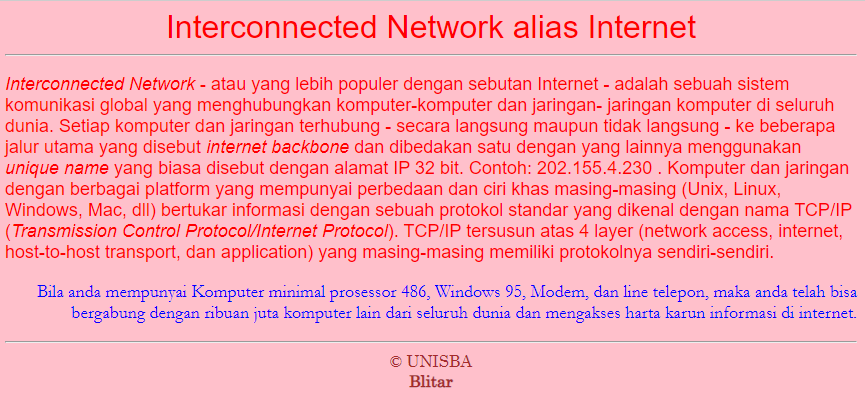 Interconnected Network alias Internet
Interconnected Network - atau yang lebih populer dengan sebutan Internet - adalah sebuah sistem
komunikasi global yang menghubungkan komputer-komputer dan jaringan- jaringan komputer di seluruh
dunia. Setiap komputer dan jaringan terhubung - secara langsung maupun tidak langsung - ke beberapa
jalur utama yang disebut internet backbone dan dibedakan satu dengan yang lainnya menggunakan
unique name yang biasa disebut dengan alamat IP 32 bit. Contoh: 202.155.4.230 . Komputer dan jaringan
dengan berbagai platform yang mempunyai perbedaan dan ciri khas masing-masing (Unix, Linux,
Windows, Mac, dll) bertukar informasi dengan sebuah protokol standar yang dikenal dengan nama TCP/IP
(Transmission Control Protocol/Internet Protocol). TCP/IP tersusun atas 4 layer (network access, internet,
host-to-host transport, dan application) yang masing-masing memiliki protokolnya sendiri-sendiri.
Bila anda mempunyai Komputer minimal prosessor 486, Windows 95, Modem, dan line telepon, maka anda telah bisa
bergabung dengan ribuan juta komputer lain dari seluruh dunia dan mengakses harta karun informasi di internet.
© UNISBA
Blitar